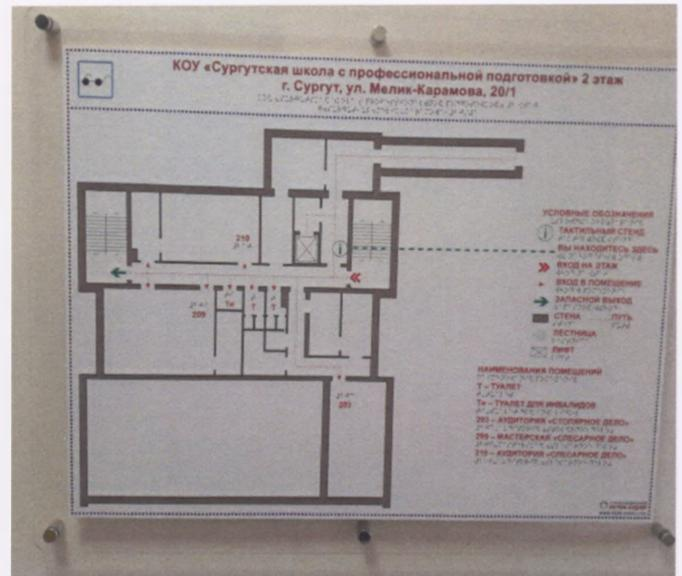 КОУ «Сургутская школа с профессиональной подготовкой» 2 этаж
г. Сургут, ул. Мелик-Карамова, 20/1
210
209
Ти
Т
Т
203
УСЛОВНЫЕ ОБОЗНАЧЕНИЯ
ТАКТИЛЬНЫЙ СТЕНД
ВЫ НАХОДИТЕСЬ ЗДЕСЬ
ВХОД НА ЭТАЖ
ВХОД В ПОМЕЩЕНИЕ
ЗАПАСНОЙ ВЫХОД
СТЕНА ПУТЬ
ЛЕСТНИЦА
ЛИФТ
НАИМЕНОВАНИЯ ПОМЕЩЕНИЙ
Т – ТУАЛЕТ
Ти – ТУАЛЕТ ДЛЯ ИНВАЛИДОВ
203 – АУДИТОРИЯ «СТОЛЯРНОЕ ДЕЛО»
209 – МАСТЕРСКАЯ «СЛЕСАРНОЕ ДЕЛО»
210 – АУДИТОРИЯ «СЛЕСАРНОЕ ДЕЛО»